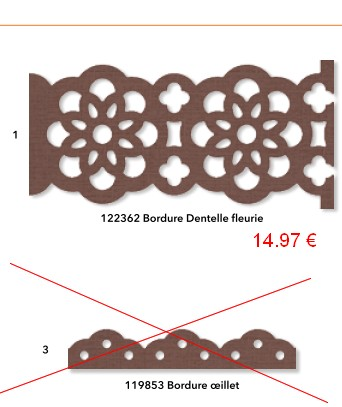 1
122362 Bordure Dentelle fleurie
14.97 €
3
119853 Bordure œillet